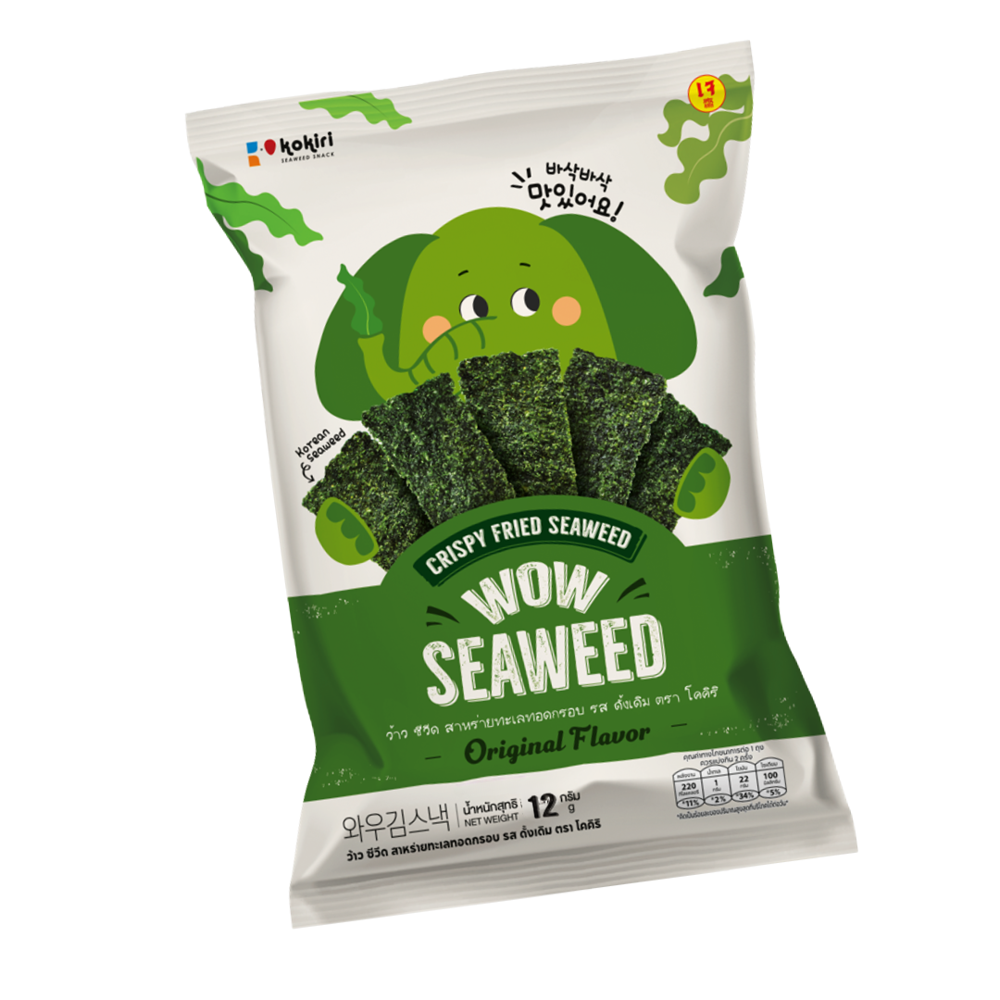 kokiri
SEAWEED SNACK
เจ
齋
바삭바삭
맛있어요!
Korean
seaweed
CRISPY FRIED SEAWEED
WOW
SEAWEED
ว้าว ซีวีด สาหร่ายทะเลทอดกรอบ รส ดั้งเดิม ตรา โคคิริ
Original Flavor
คุณค่าทางโภชนาการต่อ 1 ถุง
ควรแบ่งกิน 2 ครั้ง
พลังงาน น้ำตาล ไขมัน โซเดียม
220 1 22 100
กิโลแคลอรี กรัม กรัม มิลลิกรัม
*11% *2% *34% *5%
*คิดเป็นร้อยละของปริมาณสูงสุดที่บริโภคได้ต่อวัน
와우김스낵
น้ำหนักสุทธิ 12 กรัม
NET WEIGHT g
ว้าว ซีวีด สาหร่ายทะเลทอดกรอบ รส ดั้งเดิม ตรา โคคิริ